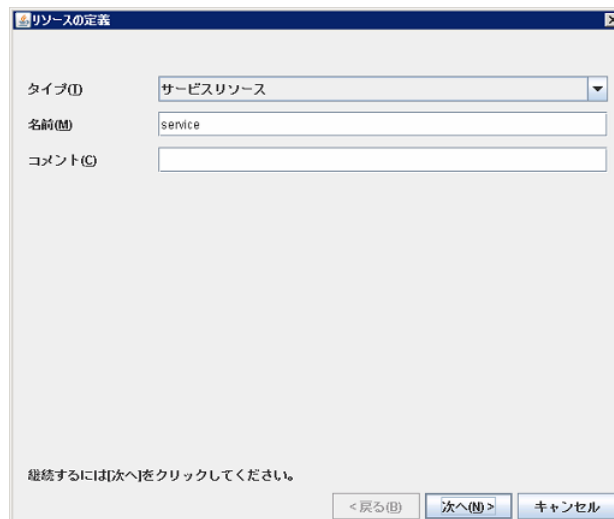 リソースの定義
タイプ(T) サービスリソース
名前(M) service
コメント(C)
継続するには[次へ]をクリックしてください。
<戻る(B) 次へ(N)> キャンセル